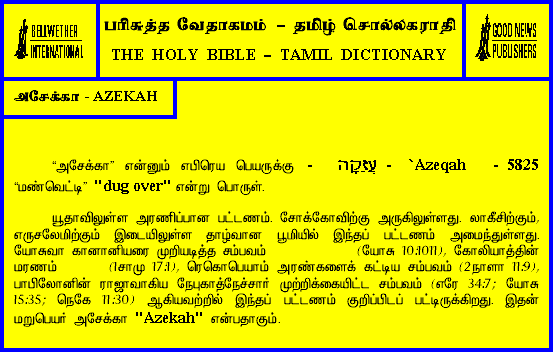 BELLWETHER
INTERNATIONAL
பரிசுத்த வேதாகமம் – தமிழ் சொல்லகராதி
THE HOLY BIBLE – TAMIL DICTIONARY
GOOD NEWS
PUBLISHERS
அசேக்கா - AZEKAH
“அசேக்கா” என்னும் எபிரெய பெயருக்கு - עֲזֵקָה - `Azeqah - 5825
“மண்வெட்டி” "dug over" என்று பொருள்.
யூதாவிலுள்ள அரணிப்பான பட்டணம். சோக்கோவிற்கு அருகிலுள்ளது. லாகீசிற்கும்,
எருசலேமிற்கும் இடையிலுள்ள தாழ்வான பூமியில் இந்தப் பட்டணம் அமைந்துள்ளது.
யோசுவா கானானியரை முறியடித்த சம்பவம் (யோசு 10:1011), கோலியாத்தின்
மரணம் (1சாமு 17:1), ரெகொபெயாம் அரண்களைக் கட்டிய சம்பவம் (2நாளா 11:9),
பாபிலோனின் ராஜாவாகிய நேபுகாத்நேச்சார் முற்றிக்கையிட்ட சம்பவம் (எரே 34:7; யோசு
15:35; நெகே 11:30) ஆகியவற்றில் இந்தப் பட்டணம் குறிப்பிடப் பட்டிருக்கிறது. இதன்
மறுபெயர் அசேக்கா "Azekah" என்பதாகும்.